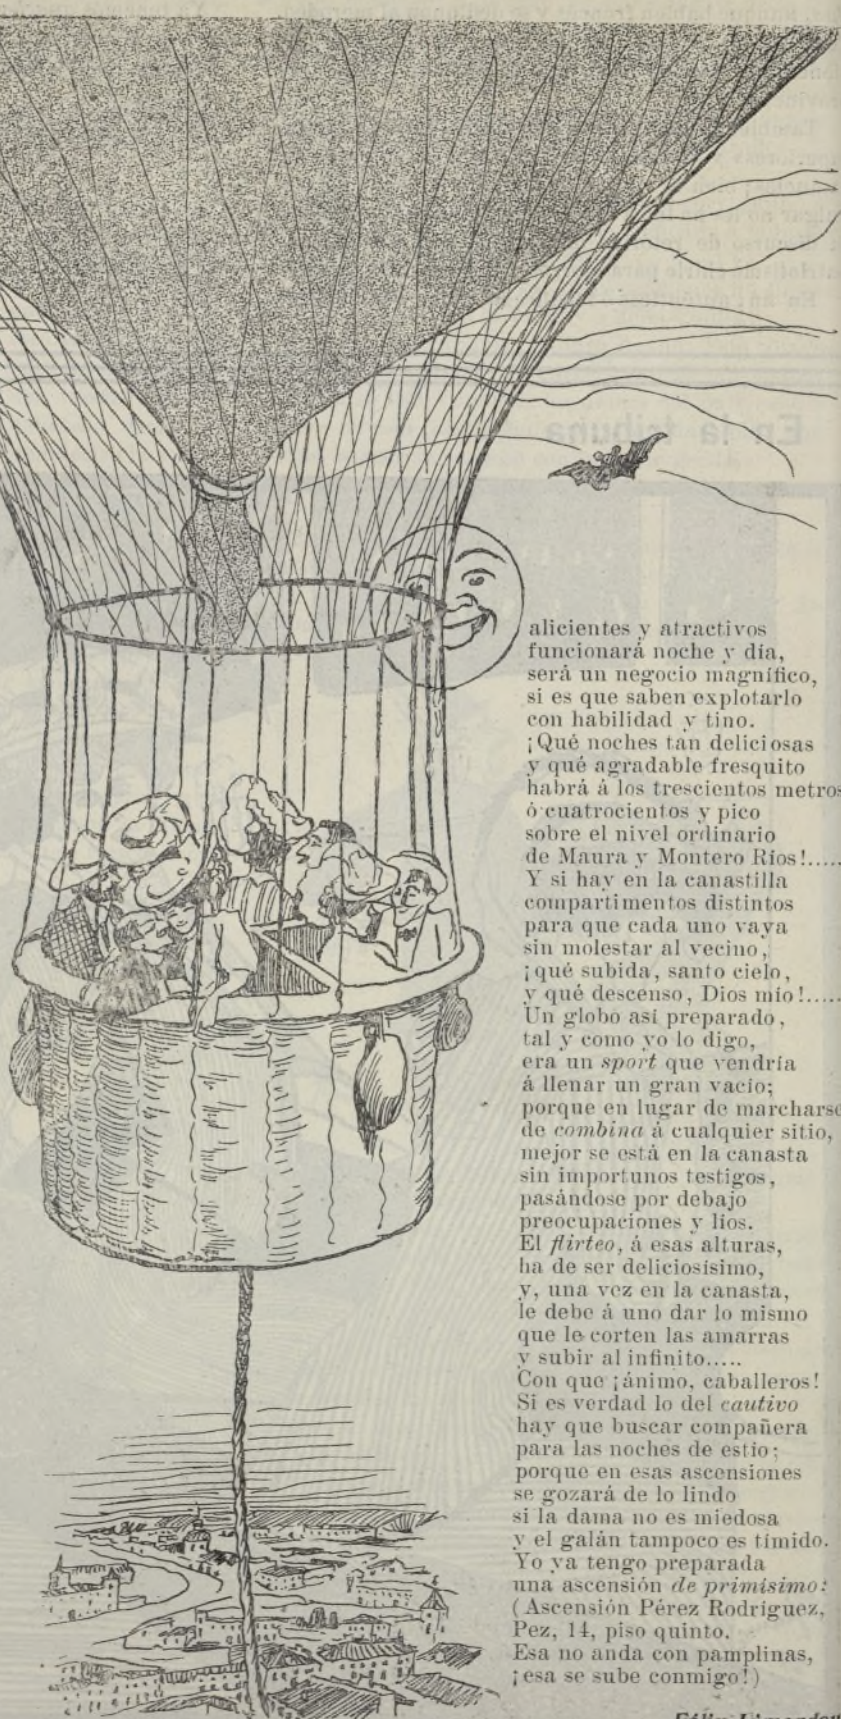 alicientes y atractivos
funcionará noche y día,
será un negocio magnífico,
si es que saben explotarlo
con habilidad y tino.
¡Qué noches tan deliciosas
y qué agradable fresquito
habrá á los trescientos metros
ó cuatrocientos y pico
sobre el nivel ordinario
de Maura y Montero Ríos!.....
Y si hay en la canastilla
compartimentos distintos
para que cada uno vaya
sin molestar al vecino,
¡qué subida, santo cielo,
y qué descenso, Dios mío!.....
Un globo así preparado,
tal y como yo lo digo,
era un sport que vendría
á llenar un gran vacío;
porque en lugar de marcharse
de combina á cualquier sitio,
mejor se está en la canasta
sin importunos testigos,
pasándose por debajo
preocupaciones y líos.
El flirteo, á esas alturas,
ha de ser deliciosísimo,
y, una vez en la canasta,
le debe á uno dar lo mismo
que le corten las amarras
y subir al infinito.....
Con que ¡ánimo, caballeros!
Si es verdad lo del cautivo
hay que buscar compañera
para las noches de estío;
porque en esas ascensiones
se gozará de lo lindo
si la dama no es miedosa
y el galán tampoco es tímido.
Yo ya tengo preparada
una ascensión de primísimo:
(Ascensión Pérez Rodríguez,
Pez, 14, piso quinto.
Esa no anda con pamplinas,
¡esa se sube conmigo!)
Félix Limendoux